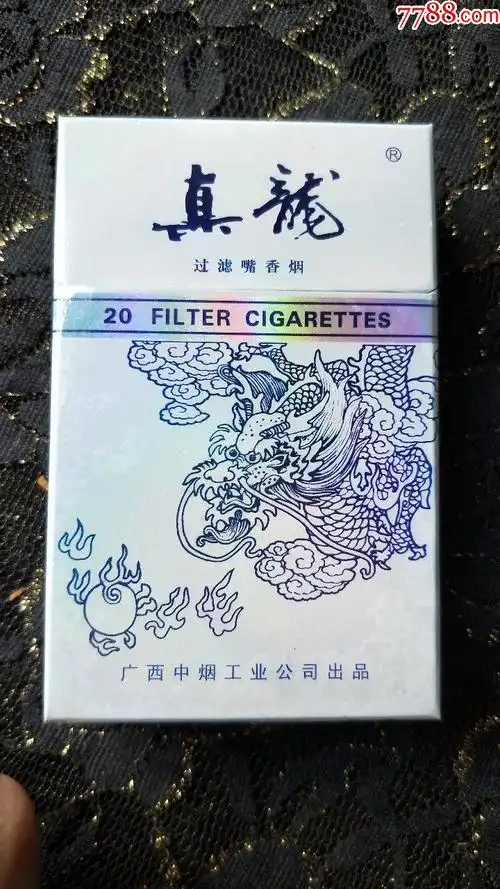 7788.com
®
真龍
过滤嘴香烟
20 FILTER CIGARETTES
广西中烟工业公司出品